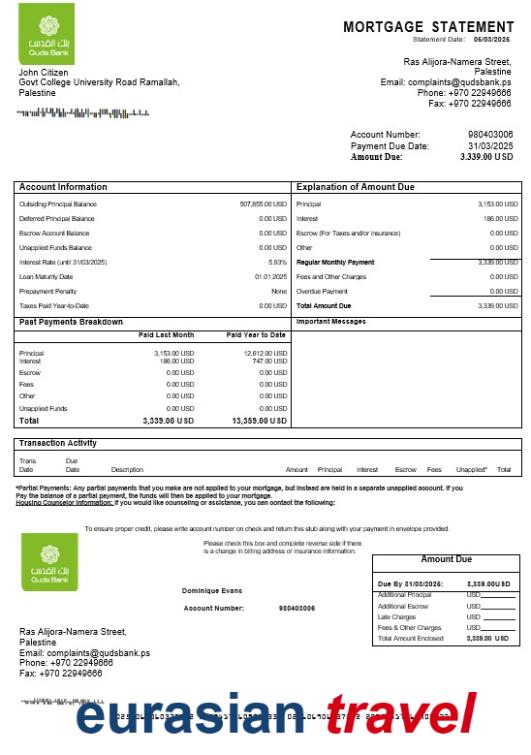 بنك القدس
Quds Bank
MORTGAGE STATEMENT
Statement Date: 05/03/2025
John Citizen
Govt College University Road Ramallah,
Palestine
Ras Alijora-Namera Street,
Palestine
Email: complaints@qudsbank.ps
Phone: +970 22949666
Fax: +970 22949666
Account Number: 980403006
Payment Due Date: 31/03/2025
Amount Due: 3.339.00 USD
Account Information
Outsiding Principal Balance 507,855.00 USD
Deferred Principal Balance 0.00 USD
Escrow Account Balance 0.00 USD
Unapplied Funds Balance 0.00 USD
Interest Rate (until 31/03/2025) 5.93%
Loan Maturity Date 01.01.2025
Prepayment Penalty None
Taxes Paid Year-to-Date 0.00 USD
Explanation of Amount Due
Principal 3,153.00 USD
Interest 186.00 USD
Escrow (For Taxes and/or Insurance) 0.00 USD
Other 0.00 USD
Regular Monthly Payment 3,339.00 USD
Fees and Other Charges 0.00 USD
Overdue Payment 0.00 USD
Total Amount Due 3,339.00 USD
Past Payments Breakdown
Paid Last Month Paid Year to Date
Principal 3,153.00 USD 12,612.00 USD
Interest 186.00 USD 747.00 USD
Escrow 0.00 USD 0.00 USD
Fees 0.00 USD 0.00 USD
Other 0.00 USD 0.00 USD
Unapplied Funds 0.00 USD 0.00 USD
Total 3,339.00 USD 13,359.00 USD
Important Messages
Transaction Activity
Trans. Date Due Date Description Amount Principal Interest Escrow Fees Unapplied* Total
*Partial Payments: Any partial payments that you make are not applied to your mortgage, but instead are held in a separate unapplied account. If you
Pay the balance of a partial payment, the funds will then be applied to your mortgage.
Housing Counselor Information: If you would like counseling or assistance, you can contact the following:
To ensure proper credit, please write account number on check and return this stub along with your payment in envelope provided.
Please check this box and complete reverse side if there
is a change in billing address or insurance information.
بنك القدس
Quds Bank
Dominique Evans
Account Number: 980403006
Amount Due
Due By 31/03/2025: 3,339.00USD
Additional Principal USD
Additional Escrow USD
Late Charges USD
Fees & Other Charges USD
Total Amount Enclosed 3,339.00 USD
Ras Alijora-Namera Street,
Palestine
Email: complaints@qudsbank.ps
Phone: +970 22949666
Fax: +970 22949666
eurasian travel